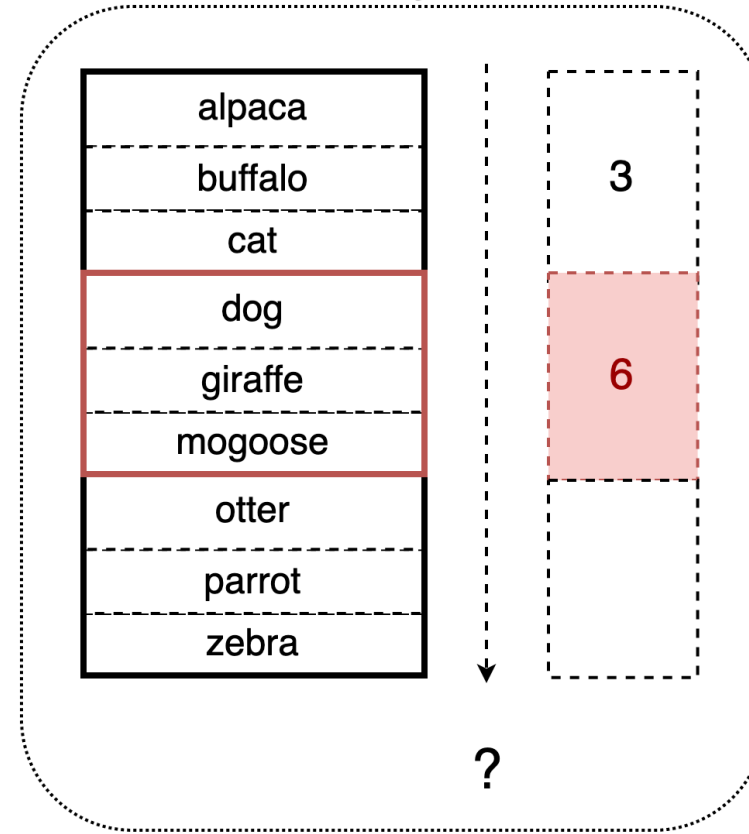 alpaca
buffalo
cat
3
dog
giraffe
mogoose
6
otter
parrot
zebra
?